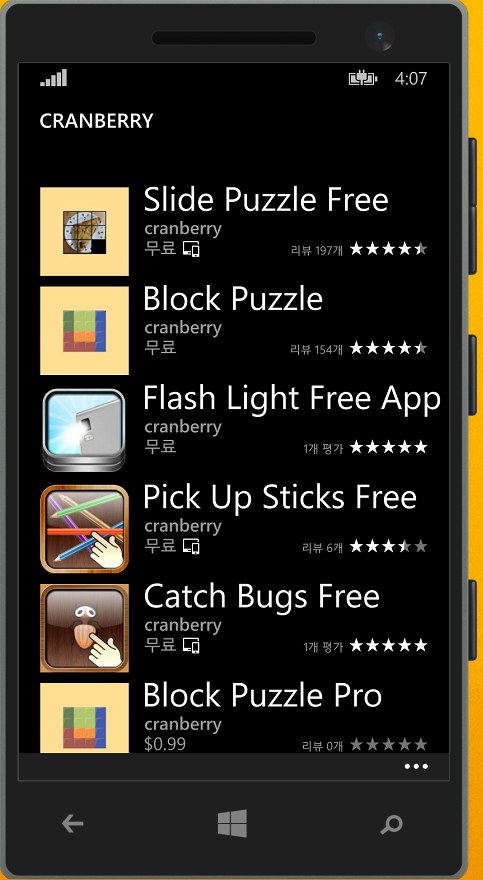 4:07
CRANBERRY
Slide Puzzle Free
cranberry
무료 리뷰 197개
Block Puzzle
cranberry
무료 리뷰 154개
Flash Light Free App
cranberry
무료 1개 평가
Pick Up Sticks Free
cranberry
무료 리뷰 6개
Catch Bugs Free
cranberry
무료 1개 평가
Block Puzzle Pro
cranberry
$0.99 리뷰 0개